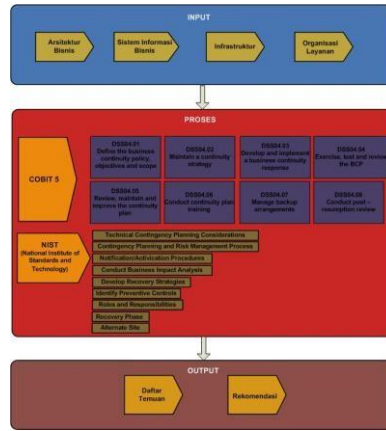 INPUT
Arsitektur
Bisnis
Sistem Informasi
Bisnis
Infrastruktur
Organisasi
Layanan
PROSES
COBIT 5
DSS04.01
Define the business
continuity policy,
objectives and scope
DSS04.02
Maintain a continuity
strategy
DSS04.03
Develop and implement
a business continuity
response
DSS04.04
Exercise, test and review
the BCP
DSS04.05
Review, maintain and
improve the continuity
plan
DSS04.06
Conduct continuity plan
training
DSS04.07
Manage backup
arrangements
DSS04.08
Conduct post –
resumption review
NIST
(National Institute of
Standards and
Technology)
Technical Contingency Planning Considerations
Contingency Planning and Risk Management Process
Notification/Activication Procedures
Conduct Business Impact Analysis
Develop Recovery Strategies
Identify Preventive Controls
Roles and Responsibilities
Recovery Phase
Alternate Site
OUTPUT
Daftar
Temuan
Rekomendasi